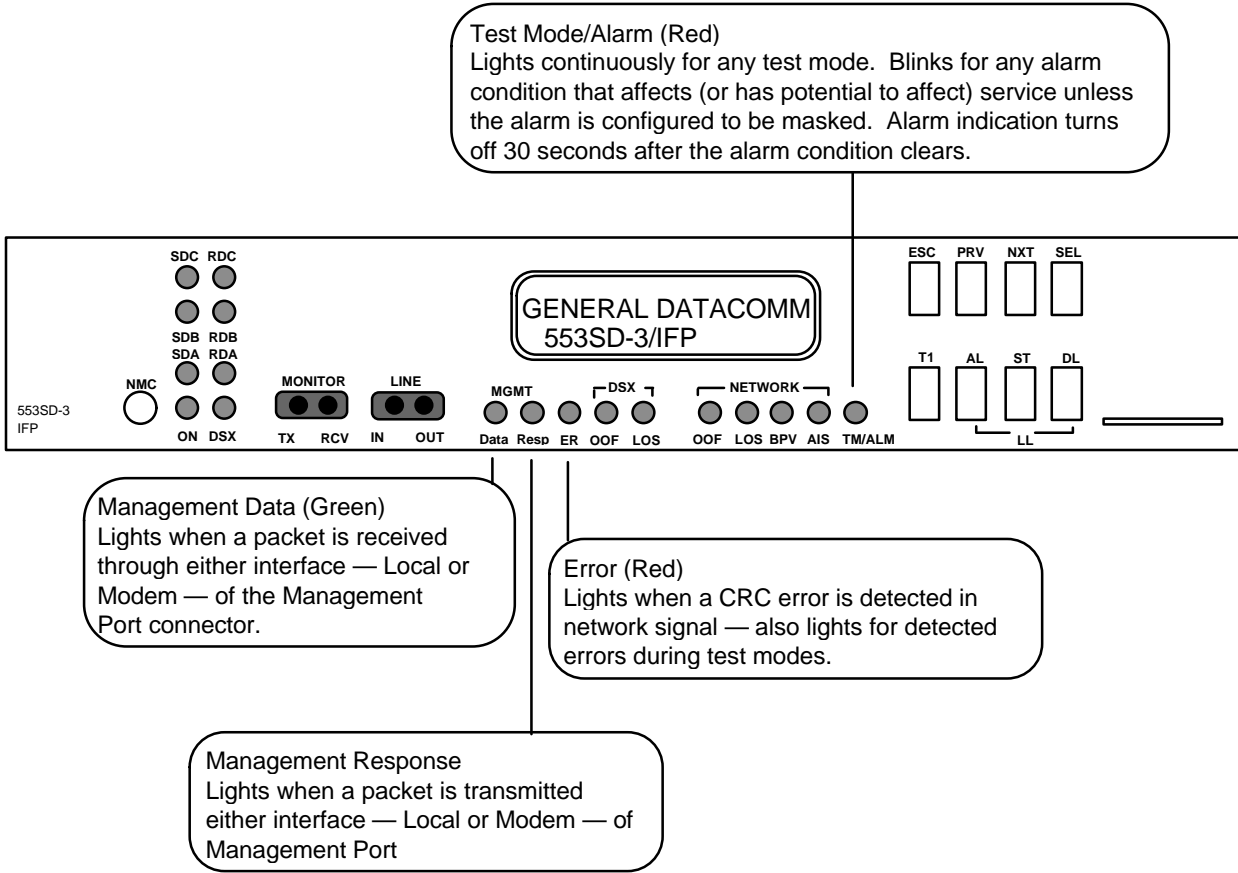 Test Mode/Alarm (Red)
Lights continuously for any test mode. Blinks for any alarm
condition that affects (or has potential to affect) service unless
the alarm is configured to be masked. Alarm indication turns
off 30 seconds after the alarm condition clears.
SDC RDC
ESC PRV NXT SEL
GENERAL DATACOMM
553SD-3/IFP
SDB RDB
SDA RDA
T1 AL ST DL
NMC
MONITOR LINE
MGMT
DSX
NETWORK
553SD-3
IFP
ON DSX
TX RCV IN OUT
Data Resp ER OOF LOS
OOF LOS BPV AIS TM/ALM
LL
Management Data (Green)
Lights when a packet is received
through either interface — Local or
Modem — of the Management
Port connector.
Error (Red)
Lights when a CRC error is detected in
network signal — also lights for detected
errors during test modes.
Management Response
Lights when a packet is transmitted
either interface — Local or Modem — of
Management Port